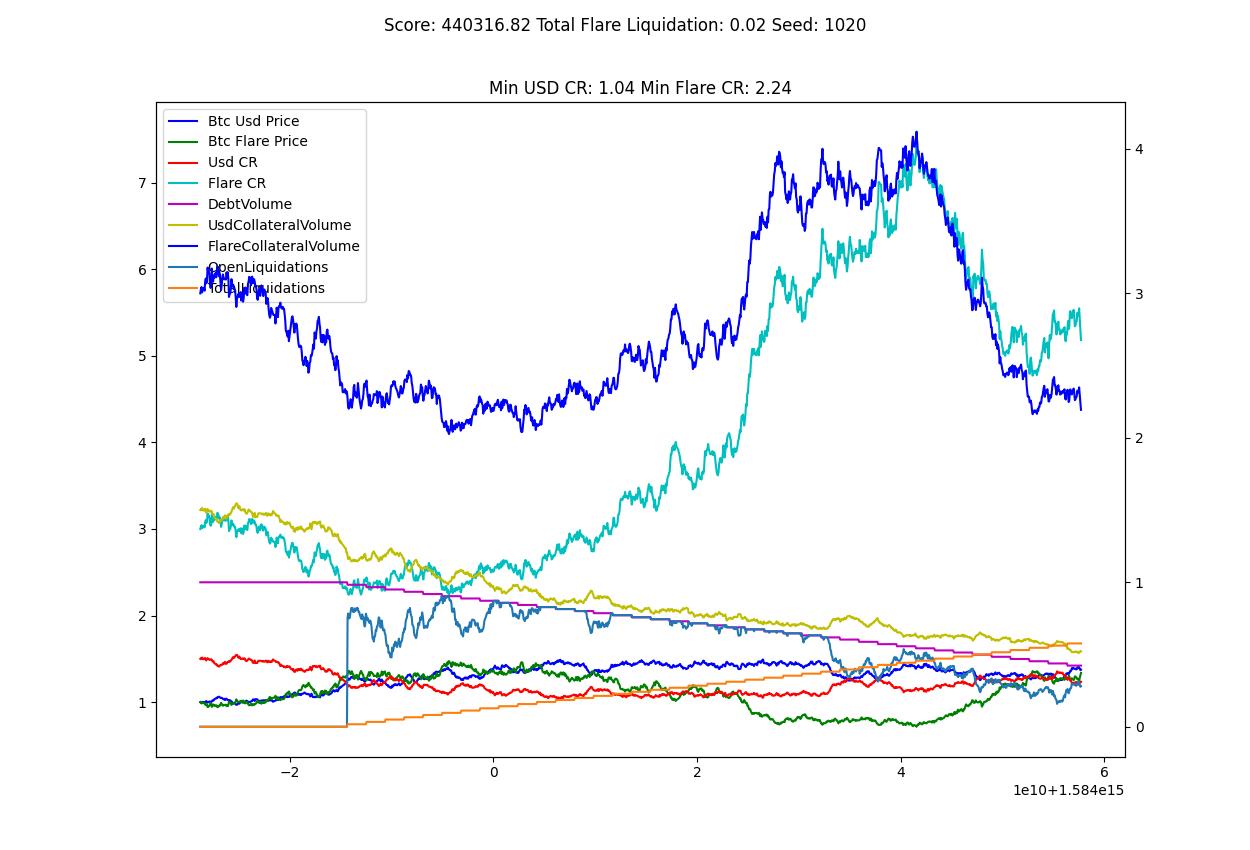 Score: 440316.82 Total Flare Liquidation: 0.02 Seed: 1020
Min USD CR: 1.04 Min Flare CR: 2.24
Btc Usd Price
Btc Flare Price
Usd CR
Flare CR
DebtVolume
UsdCollateralVolume
FlareCollateralVolume
OpenLiquidations
TotalLiquidations
7
6
5
4
3
2
1
4
3
2
1
0
−2
0
2
4
6
1e10+1.584e15